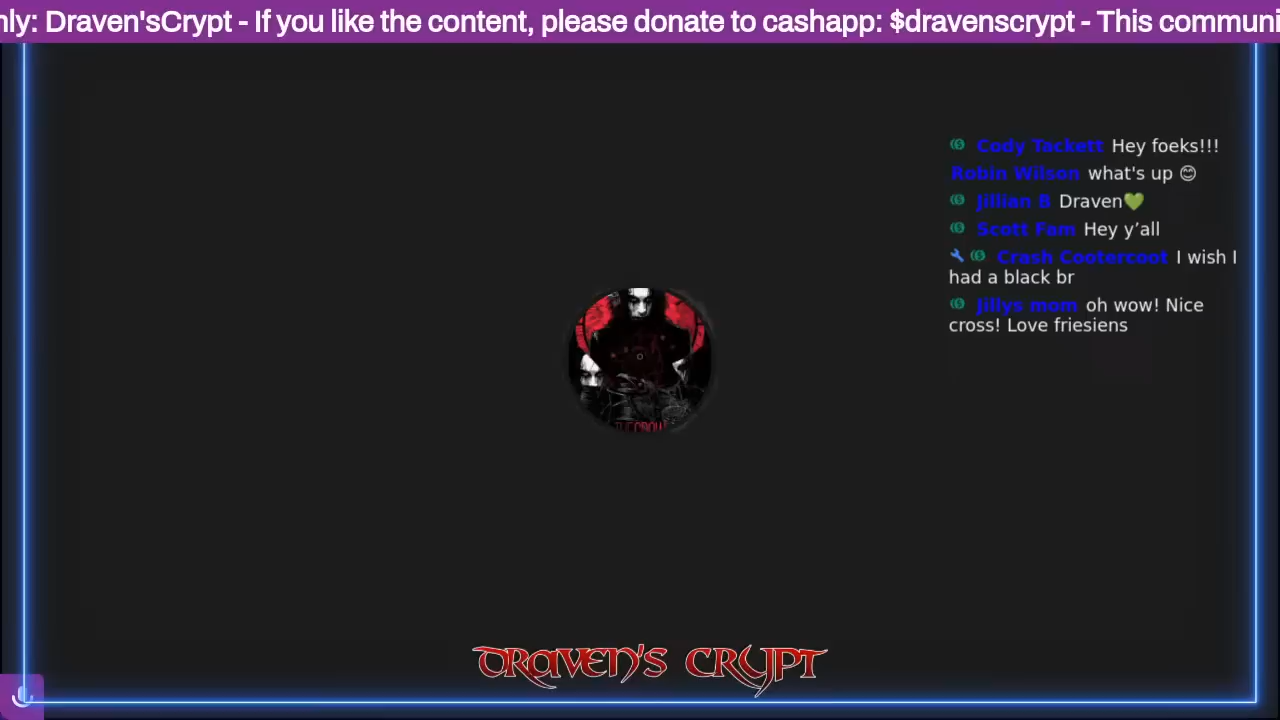 nly: Draven'sCrypt - If you like the content, please donate to cashapp: $dravenscrypt - This communi
Cody Tackett Hey foeks!!!
Robin Wilson what's up 😊
Jillian B Draven💚
Scott Fam Hey y’all
Crash Cootercoot I wish I
had a black br
Jillys mom oh wow! Nice
cross! Love friesiens
THE CROW
DRAVEN'S CRYPT